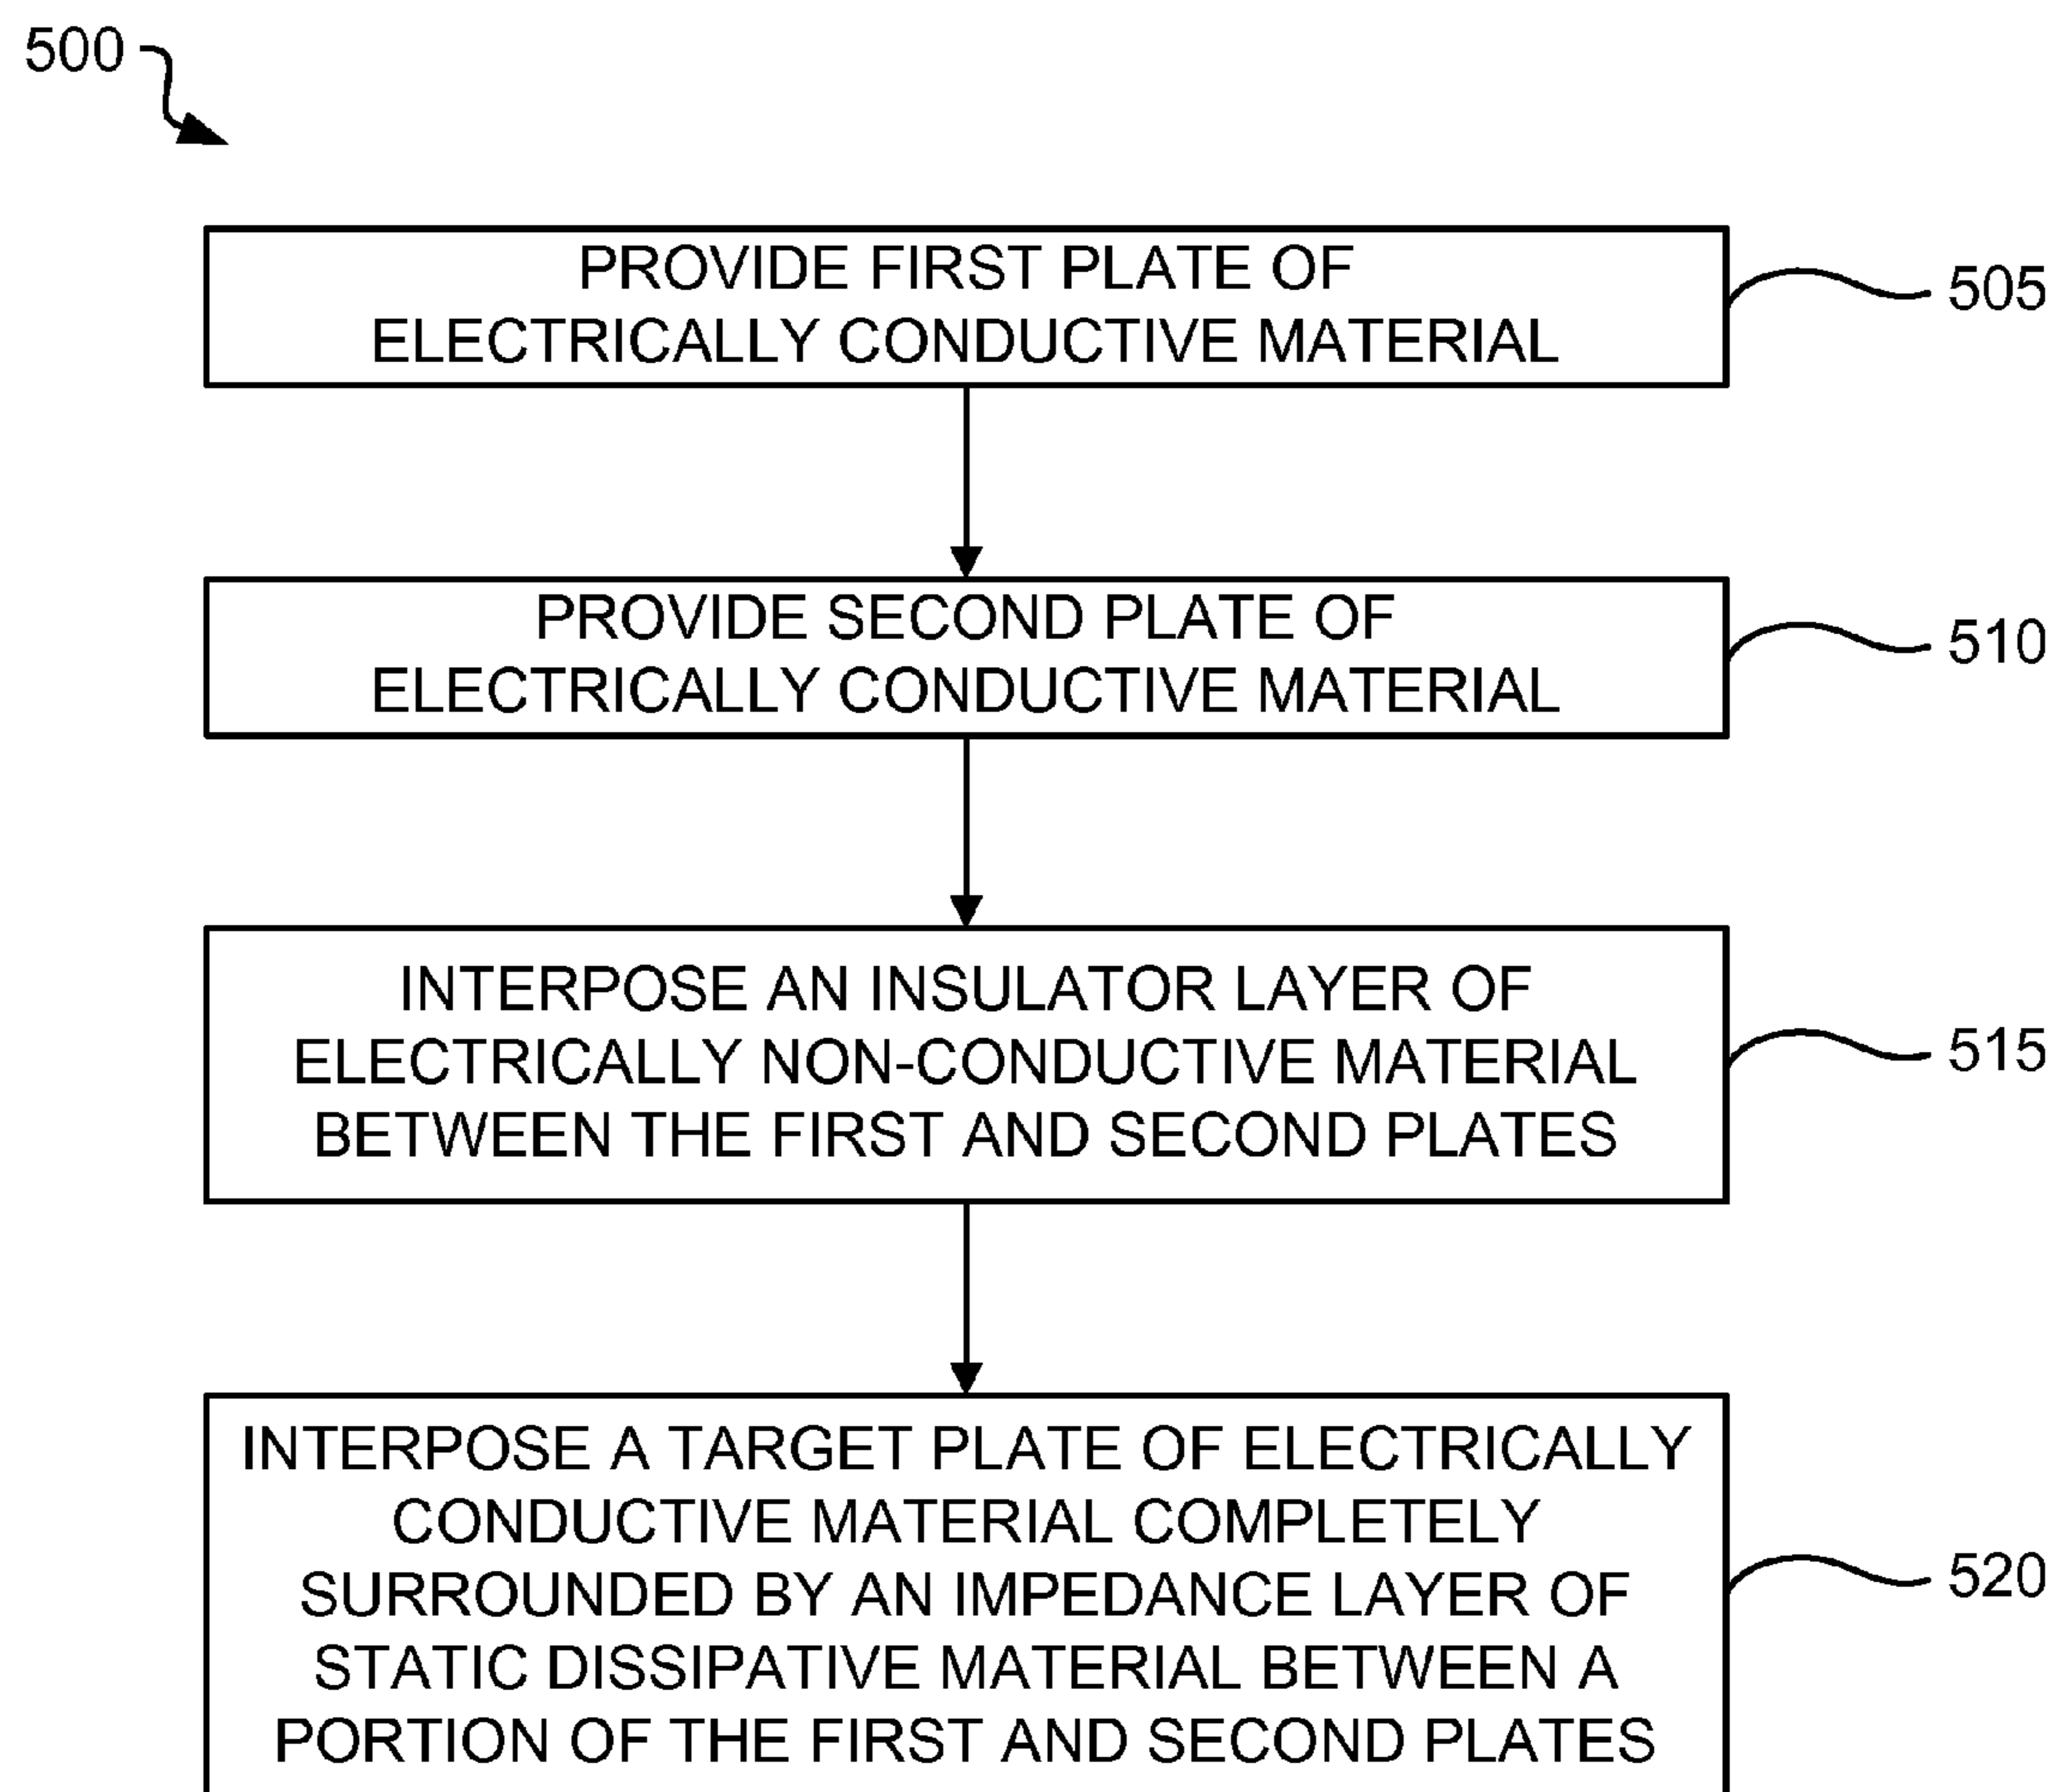 500
PROVIDE FIRST PLATE OF
ELECTRICALLY CONDUCTIVE MATERIAL
505
PROVIDE SECOND PLATE OF
ELECTRICALLY CONDUCTIVE MATERIAL
510
INTERPOSE AN INSULATOR LAYER OF
ELECTRICALLY NON-CONDUCTIVE MATERIAL
BETWEEN THE FIRST AND SECOND PLATES
515
INTERPOSE A TARGET PLATE OF ELECTRICALLY
CONDUCTIVE MATERIAL COMPLETELY
SURROUNDED BY AN IMPEDANCE LAYER OF
STATIC DISSIPATIVE MATERIAL BETWEEN A
PORTION OF THE FIRST AND SECOND PLATES
520